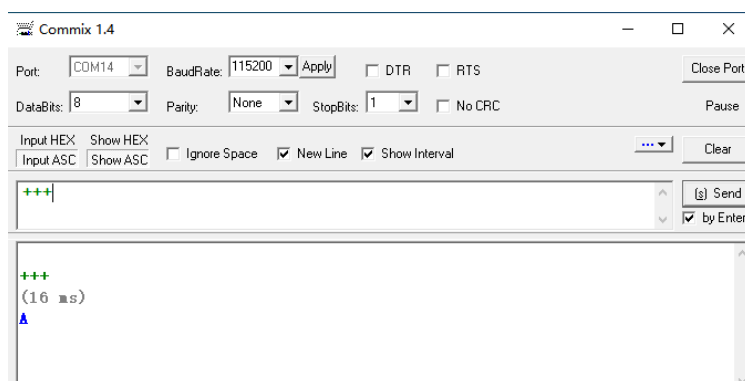 Commix 1.4
Port: COM14 BaudRate: 115200 Apply DTR RTS Close Port
DataBits: 8 Parity: None StopBits: 1 No CRC Pause
Input HEX Show HEX
Input ASC Show ASC Ignore Space New Line Show Interval ... Clear
+++ (s) Send
by Enter
+++
(16 ms)
A